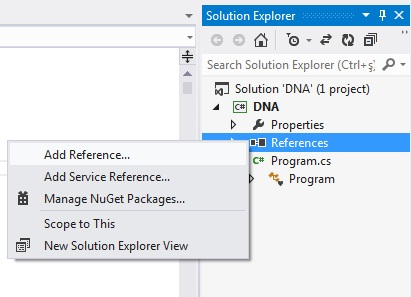 Solution Explorer
Search Solution Explorer (Ctrl+ş)
Solution 'DNA' (1 project)
C# DNA
Properties
References
C# Program.cs
Program
Add Reference...
Add Service Reference...
Manage NuGet Packages...
Scope to This
New Solution Explorer View